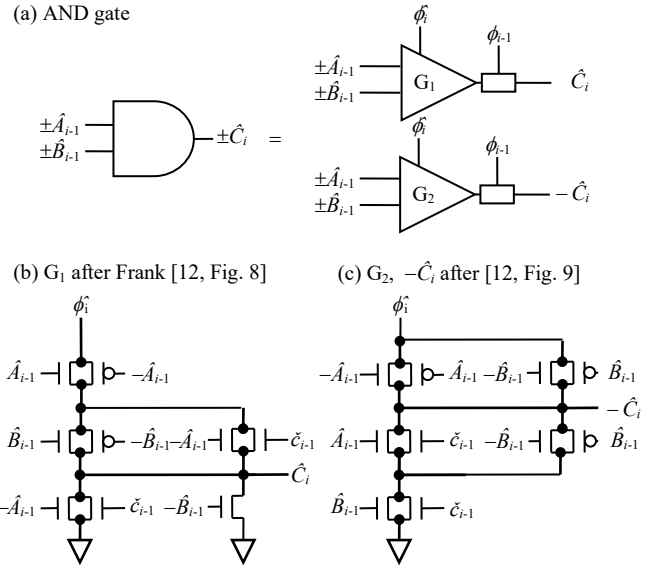 (a) AND gate
ϕ̂i
ϕi-1
±Âi-1
±B̂i-1
G1
Ĉi
±Âi-1
±B̂i-1
±Ĉi
=
ϕ̂i
ϕi-1
±Âi-1
±B̂i-1
G2
−Ĉi
(b) G1 after Frank [12, Fig. 8]
(c) G2, −Ĉi after [12, Fig. 9]
ϕ̂i
ϕ̂i
Âi-1
−Âi-1
−Âi-1
Âi-1
−B̂i-1
B̂i-1
−Ĉi
B̂i-1
−B̂i-1
−Âi-1
či-1
Âi-1
či-1
−B̂i-1
B̂i-1
Ĉi
−Âi-1
či-1
−B̂i-1
B̂i-1
či-1